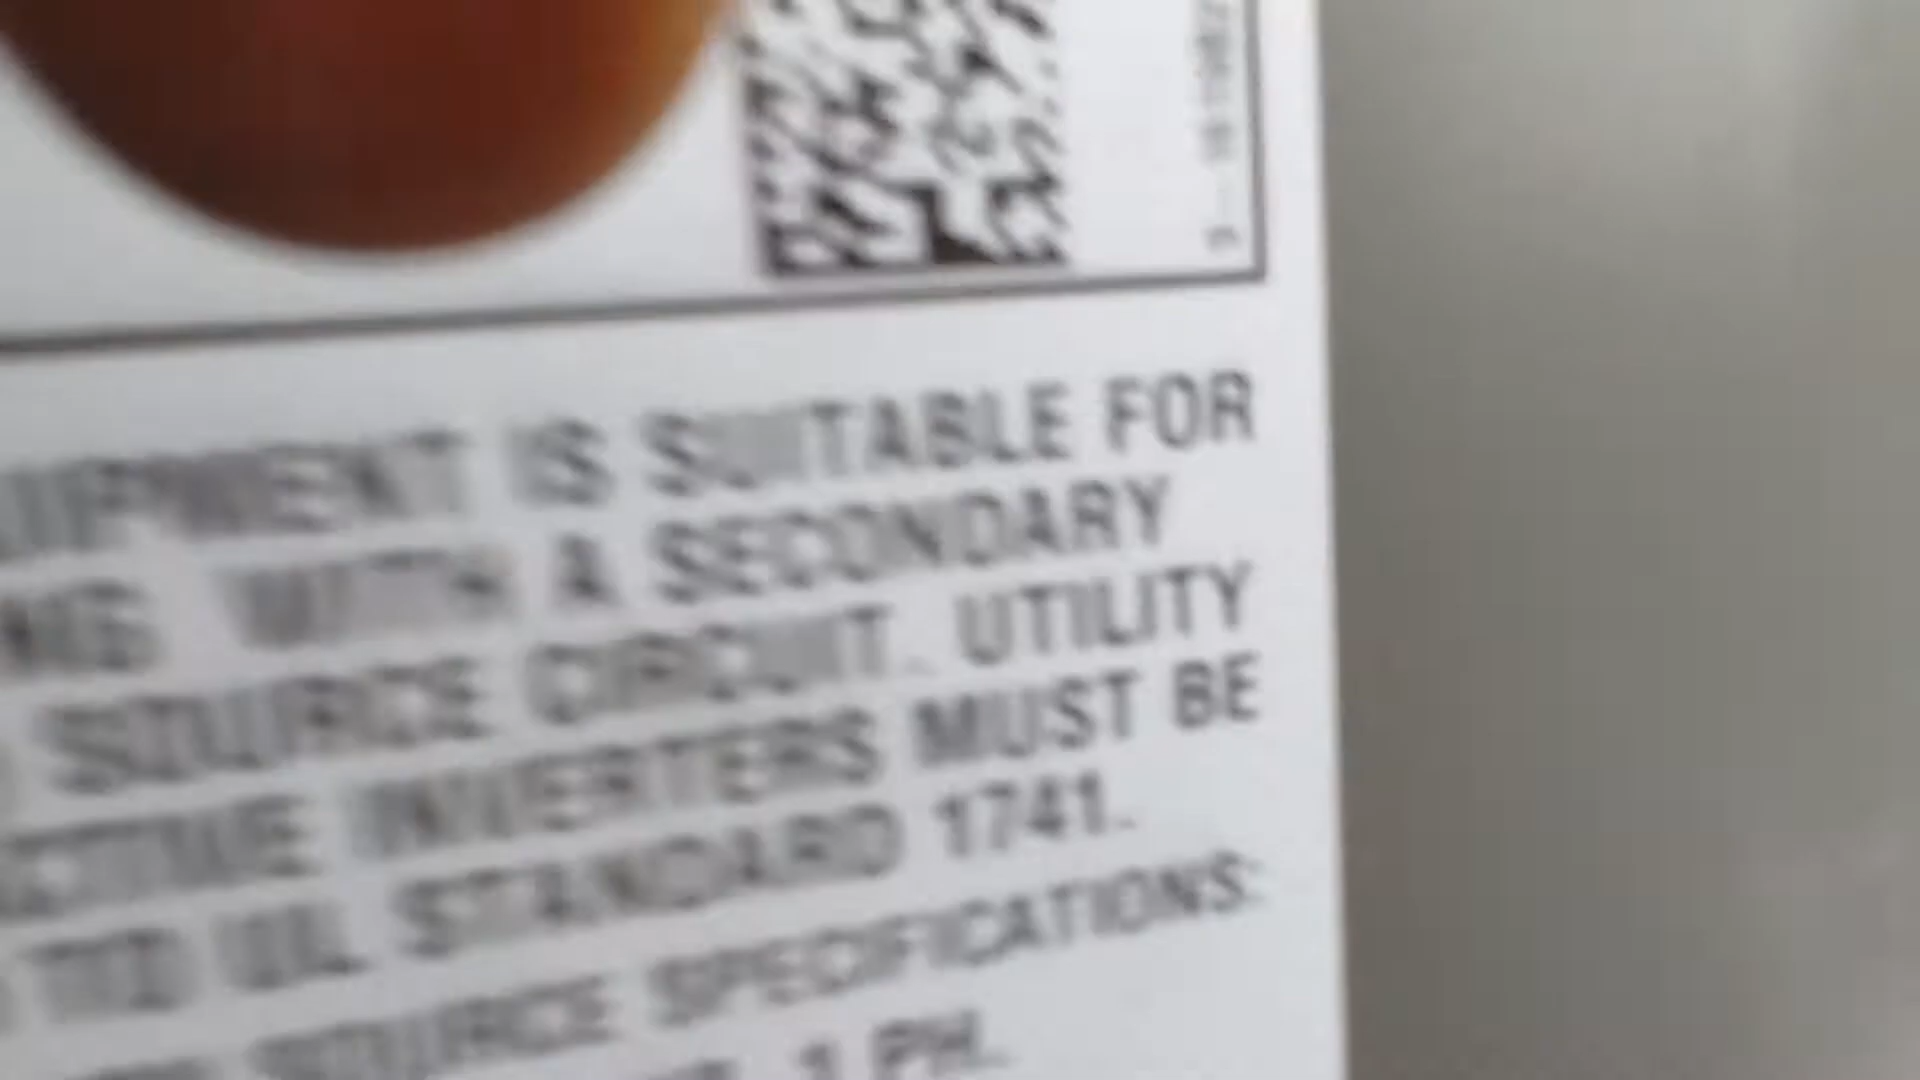 IPMENT IS SUITABLE FOR
WITH A SECONDARY
SOURCE CIRCUIT. UTILITY
INVERTERS MUST BE
TO UL STANDARD 1741.
SOURCE SPECIFICATIONS:
1 PH.